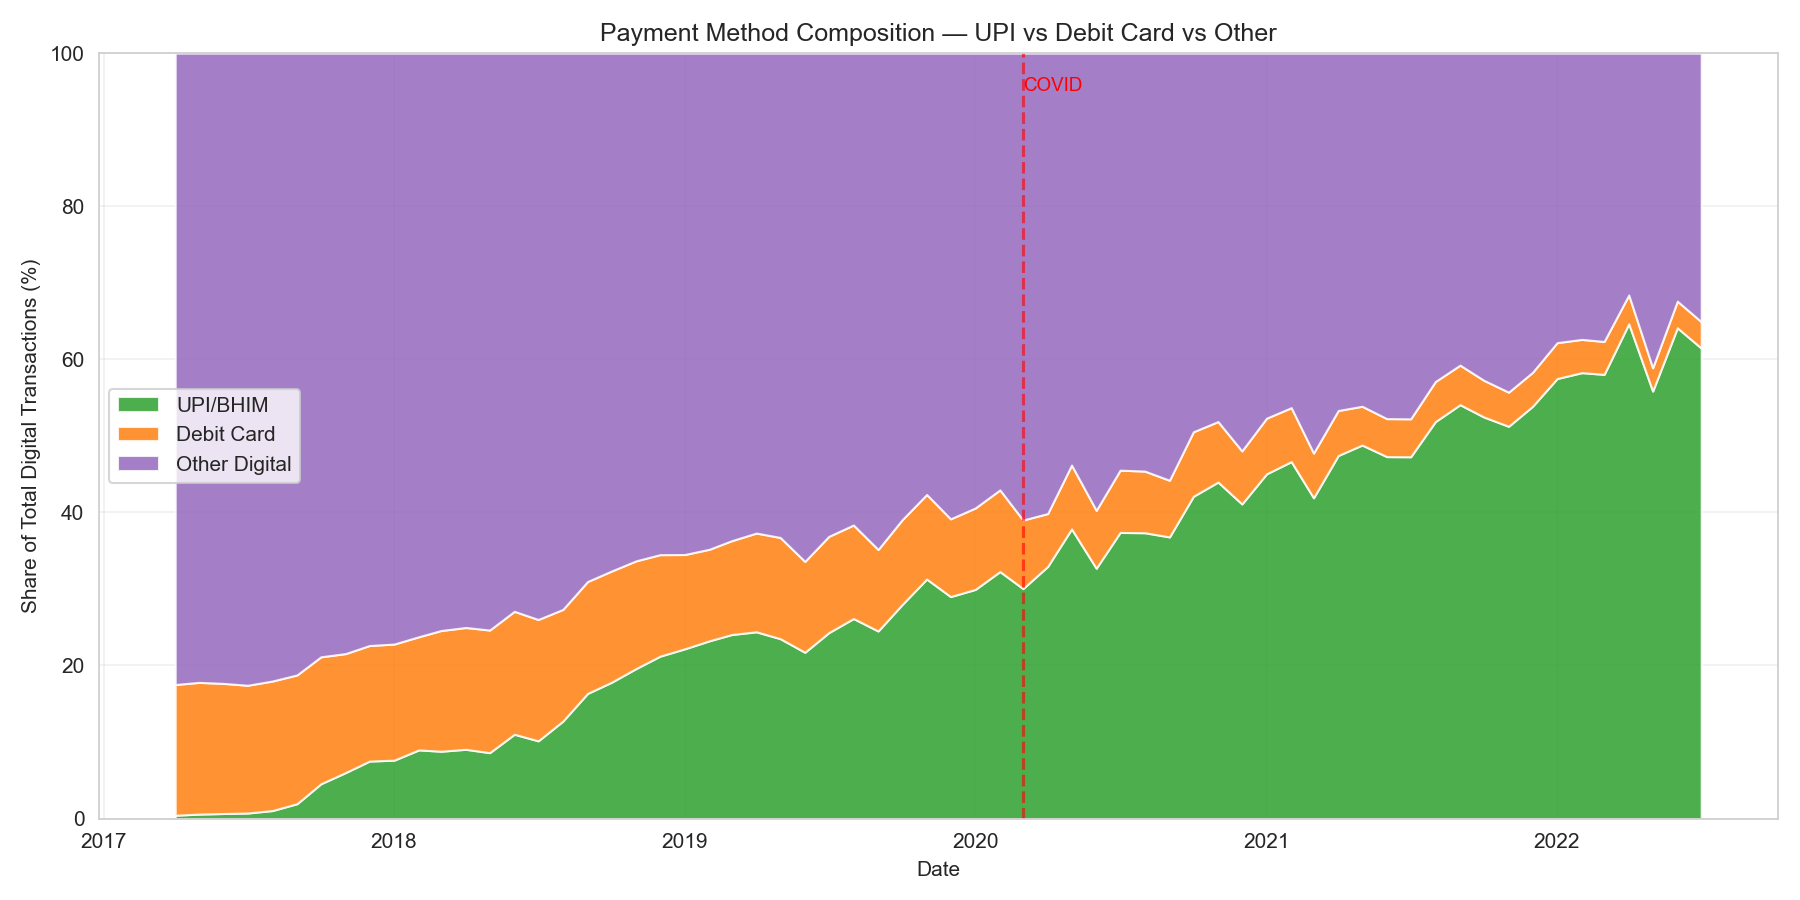 Payment Method Composition — UPI vs Debit Card vs Other
Share of Total Digital Transactions (%)
100
80
60
40
20
0
COVID
UPI/BHIM
Debit Card
Other Digital
2017
2018
2019
2020
2021
2022
Date